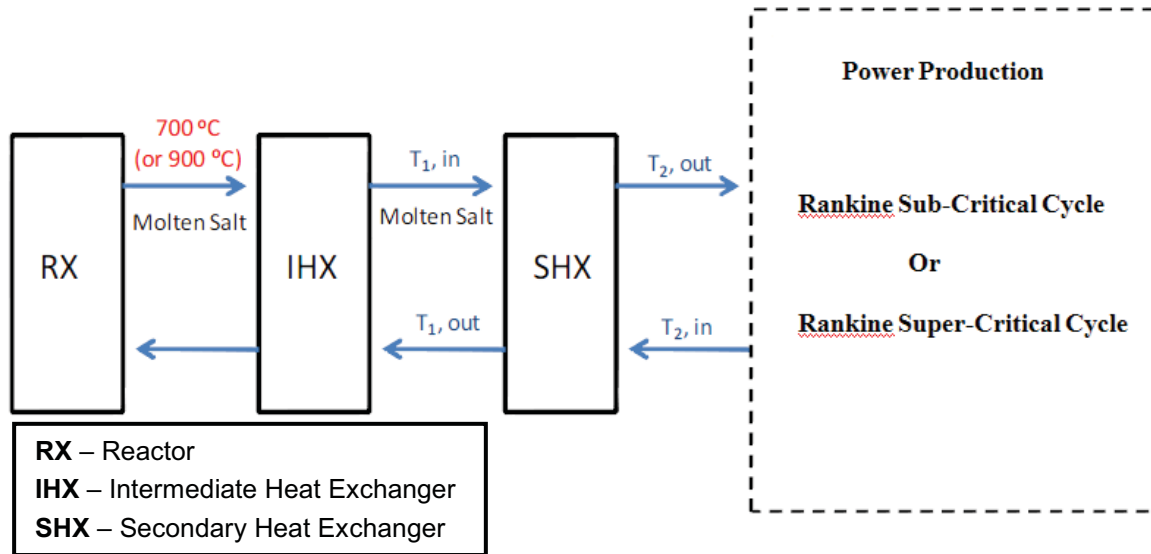 Power Production
700 ºC
(or 900 ºC)
T1, in
T2, out
Molten Salt
Molten Salt
Rankine Sub-Critical Cycle
Or
RX
IHX
SHX
T1, out
T2, in
Rankine Super-Critical Cycle
RX – Reactor
IHX – Intermediate Heat Exchanger
SHX – Secondary Heat Exchanger